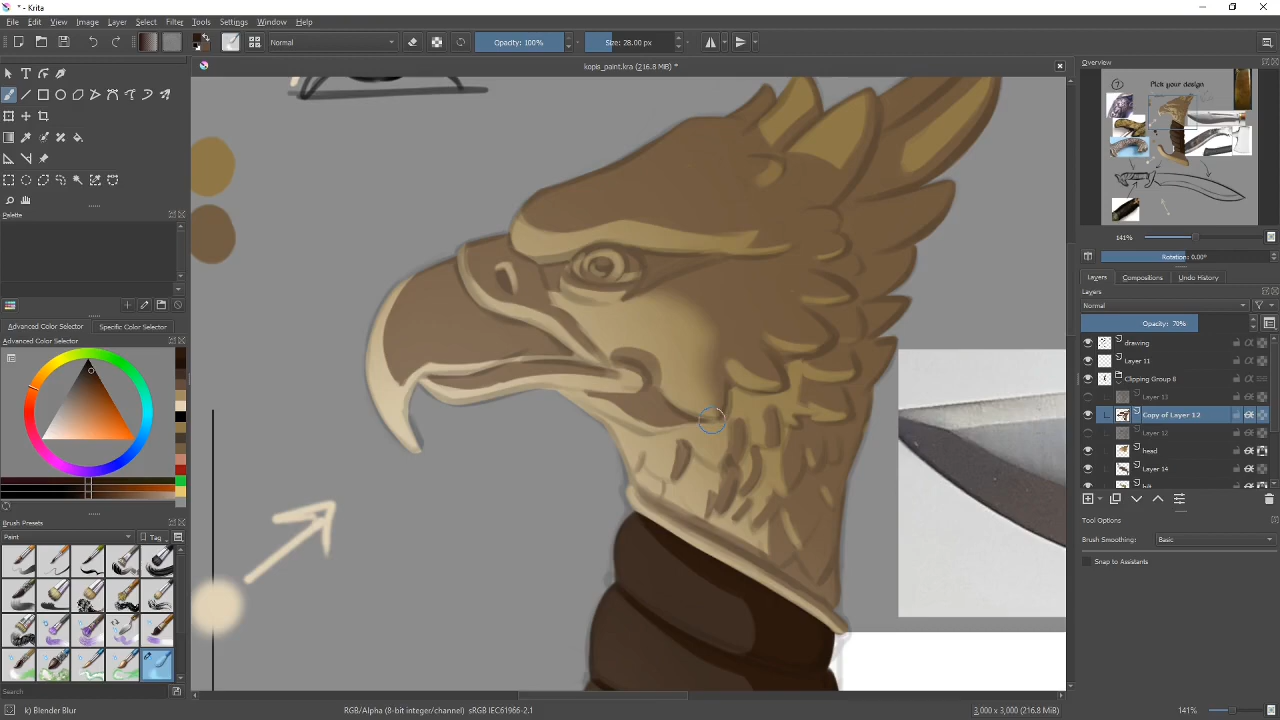 * - Krita
File Edit View Image Layer Select Filter Tools Settings Window Help
Normal Opacity: 100% Size: 28.00 px
kopis_paint.kra (216.8 MiB) *
Overview
Pick your design
141%
Rotation: 0.00°
Palette
Advanced Color Selector Specific Color Selector
Advanced Color Selector
Brush Presets
Paint Tag
Search
k) Blender Blur
RGB/Alpha (8-bit integer/channel) sRGB IEC61966-2.1
3,000 x 3,000 (216.8 MiB)
141%
Layers Compositions Undo History
Layers
Normal
Opacity: 70%
drawing
Layer 11
Clipping Group 8
Layer 13
Copy of Layer 12
Layer 12
head
Layer 14
Tool Options
Brush Smoothing: Basic
Snap to Assistants